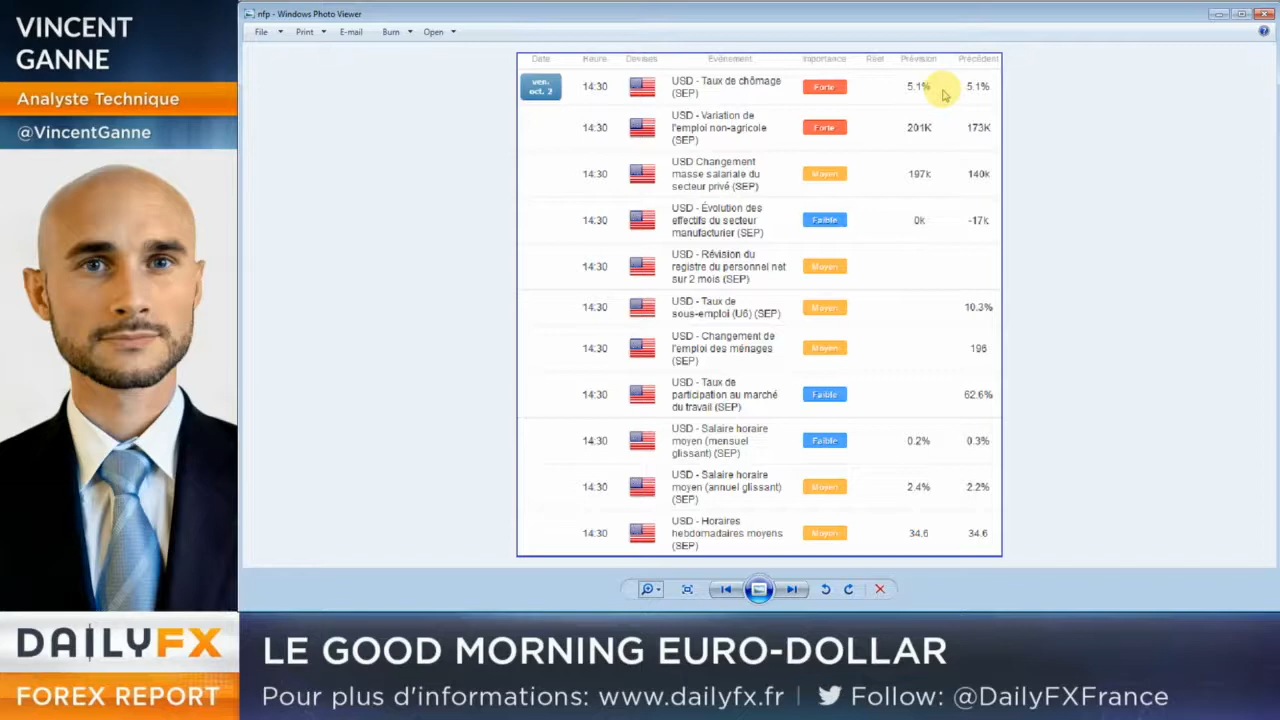 VINCENT
GANNE
Analyste Technique
@VincentGanne
nfp - Windows Photo Viewer
File Print E-mail Burn Open
Date Heure Devises Evénement Importance Réel Prévision Précédent
ven.
oct. 2
14:30 USD - Taux de chômage
(SEP) Forte 5.1% 5.1%
14:30 USD - Variation de
l'emploi non-agricole
(SEP) Forte 201K 173K
14:30 USD Changement
masse salariale du
secteur privé (SEP) Moyen 197k 140k
14:30 USD - Évolution des
effectifs du secteur
manufacturier (SEP) Faible 0k -17k
14:30 USD - Révision du
registre du personnel net
sur 2 mois (SEP) Moyen
14:30 USD - Taux de
sous-emploi (U6) (SEP) Moyen 10.3%
14:30 USD - Changement de
l'emploi des ménages
(SEP) Moyen 196
14:30 USD - Taux de
participation au marché
du travail (SEP) Faible 62.6%
14:30 USD - Salaire horaire
moyen (mensuel
glissant) (SEP) Faible 0.2% 0.3%
14:30 USD - Salaire horaire
moyen (annuel glissant)
(SEP) Moyen 2.4% 2.2%
14:30 USD - Horaires
hebdomadaires moyens
(SEP) Moyen 34.6 34.6
DAILYFX
FOREX REPORT
LE GOOD MORNING EURO-DOLLAR
Pour plus d'informations: www.dailyfx.fr | Follow: @DailyFXFrance